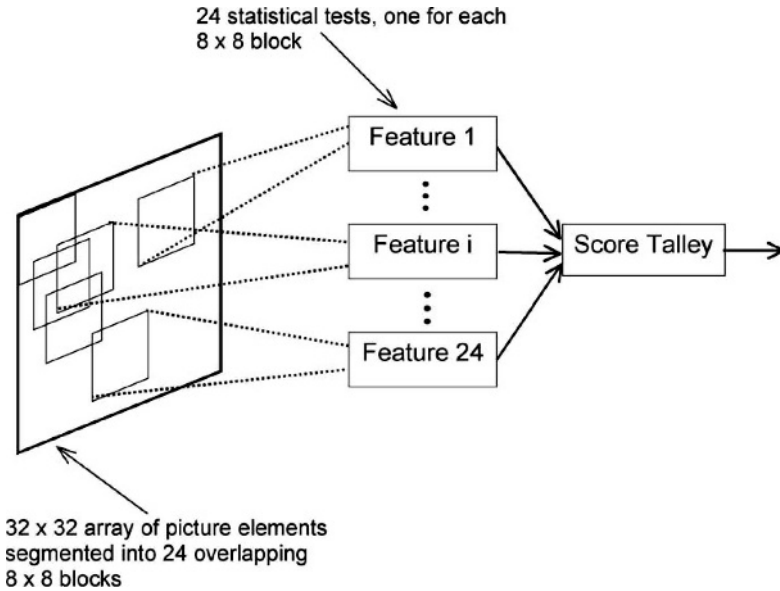 24 statistical tests, one for each
8 x 8 block
Feature 1
Feature i
Score Talley
Feature 24
32 x 32 array of picture elements
segmented into 24 overlapping
8 x 8 blocks